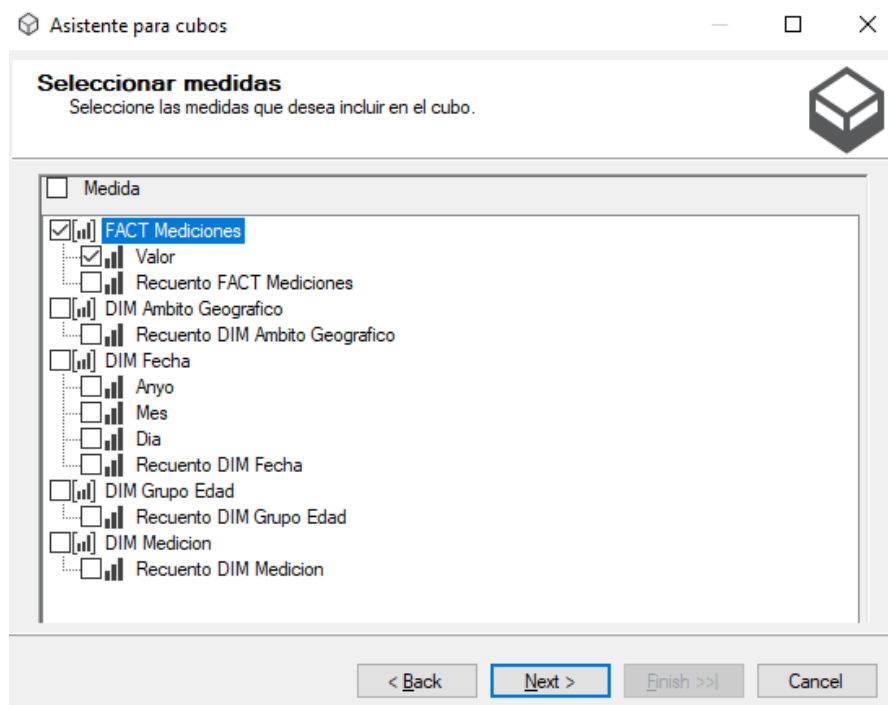 Asistente para cubos
Seleccionar medidas
Seleccione las medidas que desea incluir en el cubo.
Medida
FACT Mediciones
Valor
Recuento FACT Mediciones
DIM Ambito Geografico
Recuento DIM Ambito Geografico
DIM Fecha
Anyo
Mes
Dia
Recuento DIM Fecha
DIM Grupo Edad
Recuento DIM Grupo Edad
DIM Medicion
Recuento DIM Medicion
< Back Next > Finish >>| Cancel